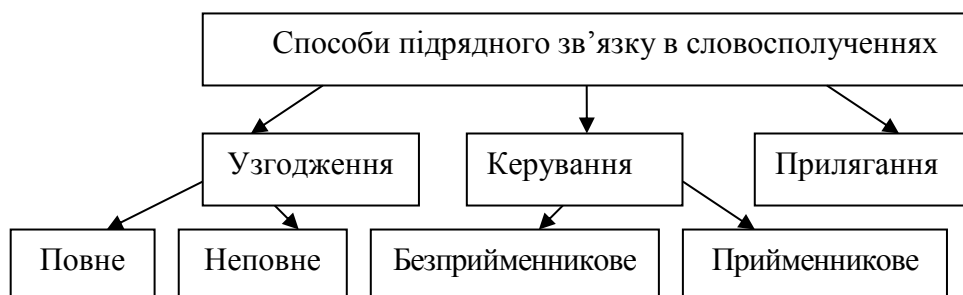 Способи підрядного зв’язку в словосполученнях
Узгодження
Керування
Прилягання
Повне
Неповне
Безприйменникове
Прийменникове